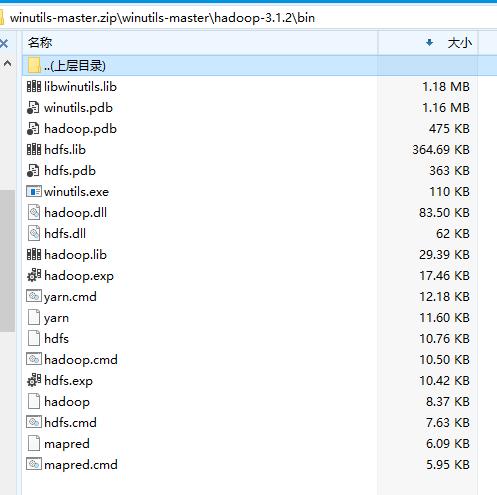 winutils-master.zip\winutils-master\hadoop-3.1.2\bin
名称 大小
..(上层目录)
libwinutils.lib 1.18 MB
winutils.pdb 1.16 MB
hadoop.pdb 475 KB
hdfs.lib 364.69 KB
hdfs.pdb 363 KB
winutils.exe 110 KB
hadoop.dll 83.50 KB
hdfs.dll 62 KB
hadoop.lib 29.39 KB
hadoop.exp 17.46 KB
yarn.cmd 12.18 KB
yarn 11.60 KB
hdfs 10.76 KB
hadoop.cmd 10.50 KB
hdfs.exp 10.42 KB
hadoop 8.37 KB
hdfs.cmd 7.63 KB
mapred 6.09 KB
mapred.cmd 5.95 KB